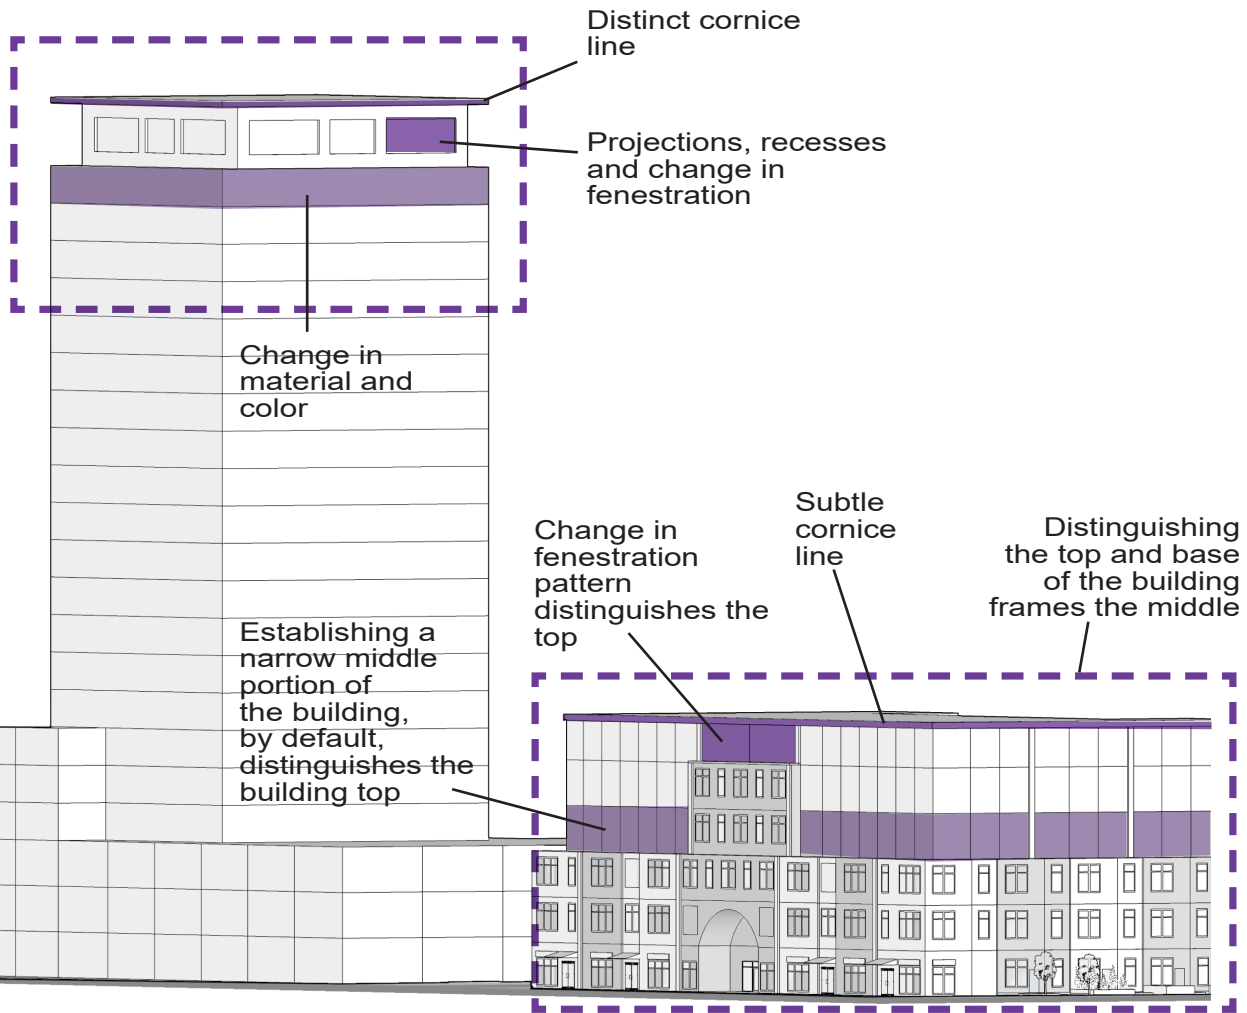 Distinct cornice
line
Projections, recesses
and change in
fenestration
Change in
material and
color
Subtle
cornice
line
Change in
fenestration
pattern
distinguishes the
top
Distinguishing
the top and base
of the building
frames the middle
Establishing a
narrow middle
portion of
the building,
by default,
distinguishes the
building top